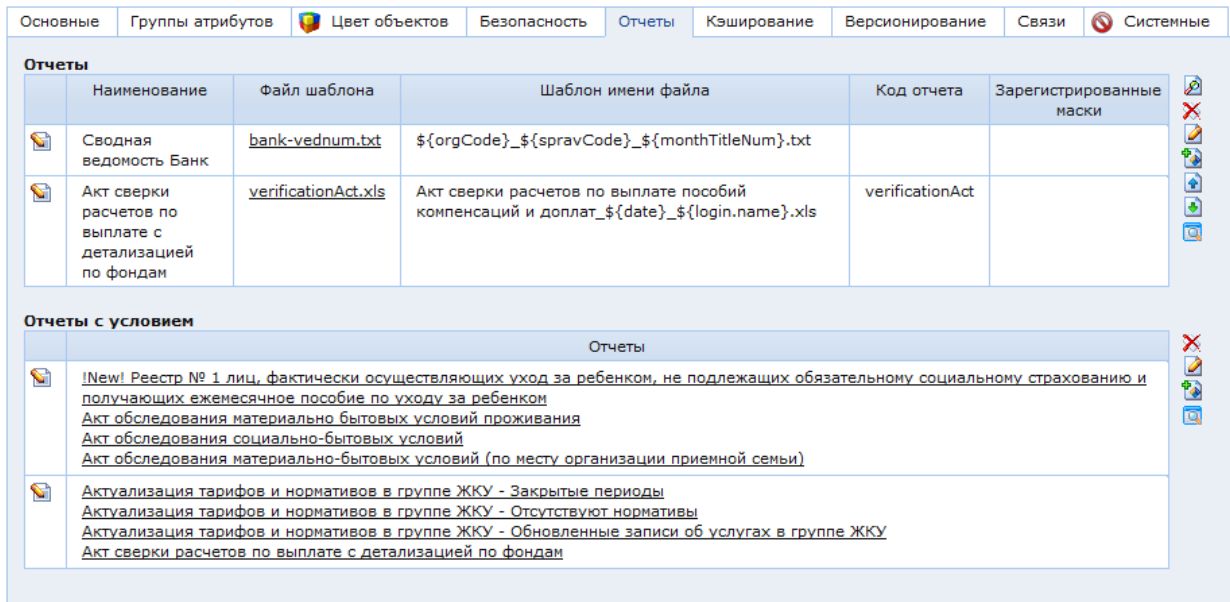 Основные Группы атрибутов Цвет объектов Безопасность Отчеты Кэширование Версионирование Связи Системные
Отчеты
Наименование Файл шаблона Шаблон имени файла Код отчета Зарегистрированные
маски
Сводная
ведомость Банк
bank-vednum.txt
${orgCode}_${spravCode}_${monthTitleNum}.txt
Акт сверки
расчетов по
выплате с
детализацией
по фондам
verificationAct.xls
Акт сверки расчетов по выплате пособий
компенсаций и доплат_${date}_${login.name}.xls
verificationAct
Отчеты с условием
Отчеты
!New! Реестр № 1 лиц, фактически осуществляющих уход за ребенком, не подлежащих обязательному социальному страхованию и
получающих ежемесячное пособие по уходу за ребенком
Акт обследования материально бытовых условий проживания
Акт обследования социально-бытовых условий
Акт обследования материально-бытовых условий (по месту организации приемной семьи)
Актуализация тарифов и нормативов в группе ЖКУ - Закрытые периоды
Актуализация тарифов и нормативов в группе ЖКУ - Отсутствуют нормативы
Актуализация тарифов и нормативов в группе ЖКУ - Обновленные записи об услугах в группе ЖКУ
Акт сверки расчетов по выплате с детализацией по фондам